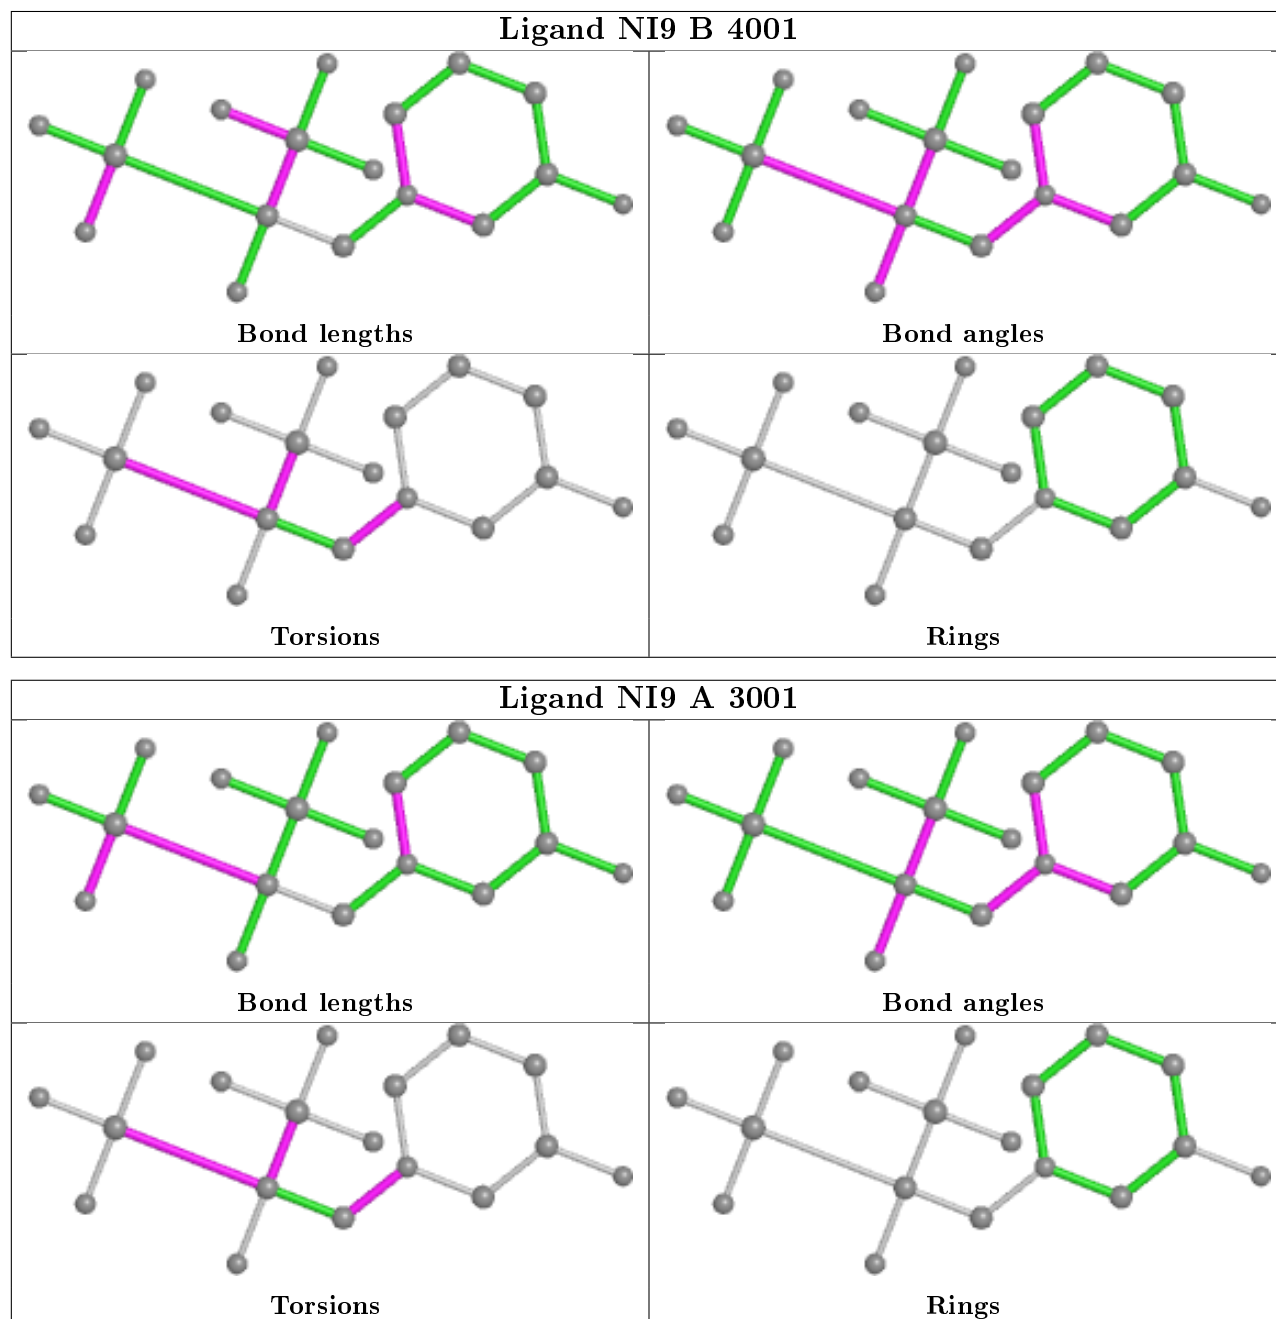 Ligand NI9 B 4001
Bond lengths
Bond angles
Torsions
Rings
Ligand NI9 A 3001
Bond lengths
Bond angles
Torsions
Rings